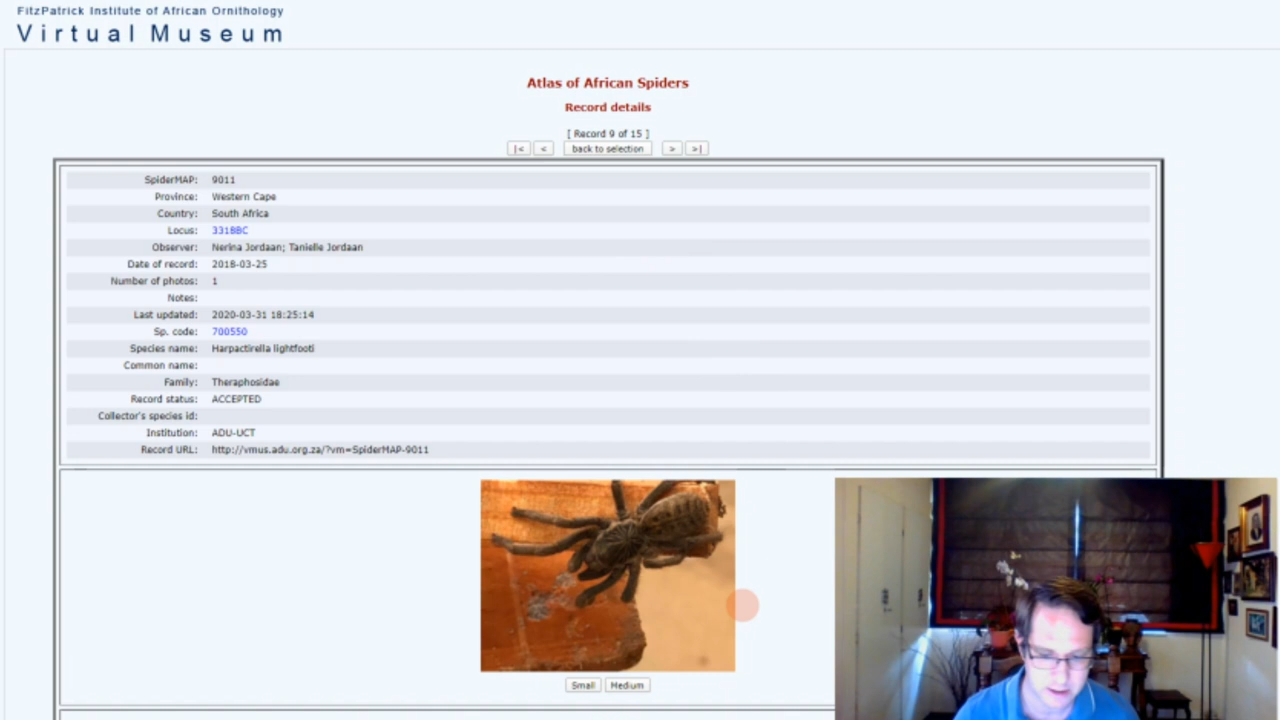 FitzPatrick Institute of African Ornithology
Virtual Museum
Atlas of African Spiders
Record details
[ Record 9 of 15 ]
|< < back to selection > >|
SpiderMAP: 9011
Province: Western Cape
Country: South Africa
Locus: 3318BC
Observer: Nerina Jordaan; Tanielle Jordaan
Date of record: 2018-03-25
Number of photos: 1
Notes:
Last updated: 2020-03-31 18:25:14
Sp. code: 700550
Species name: Harpactirella lightfooti
Common name:
Family: Theraphosidae
Record status: ACCEPTED
Collector's species id:
Institution: ADU-UCT
Record URL: http://vmus.adu.org.za/?vm=SpiderMAP-9011
Small Medium